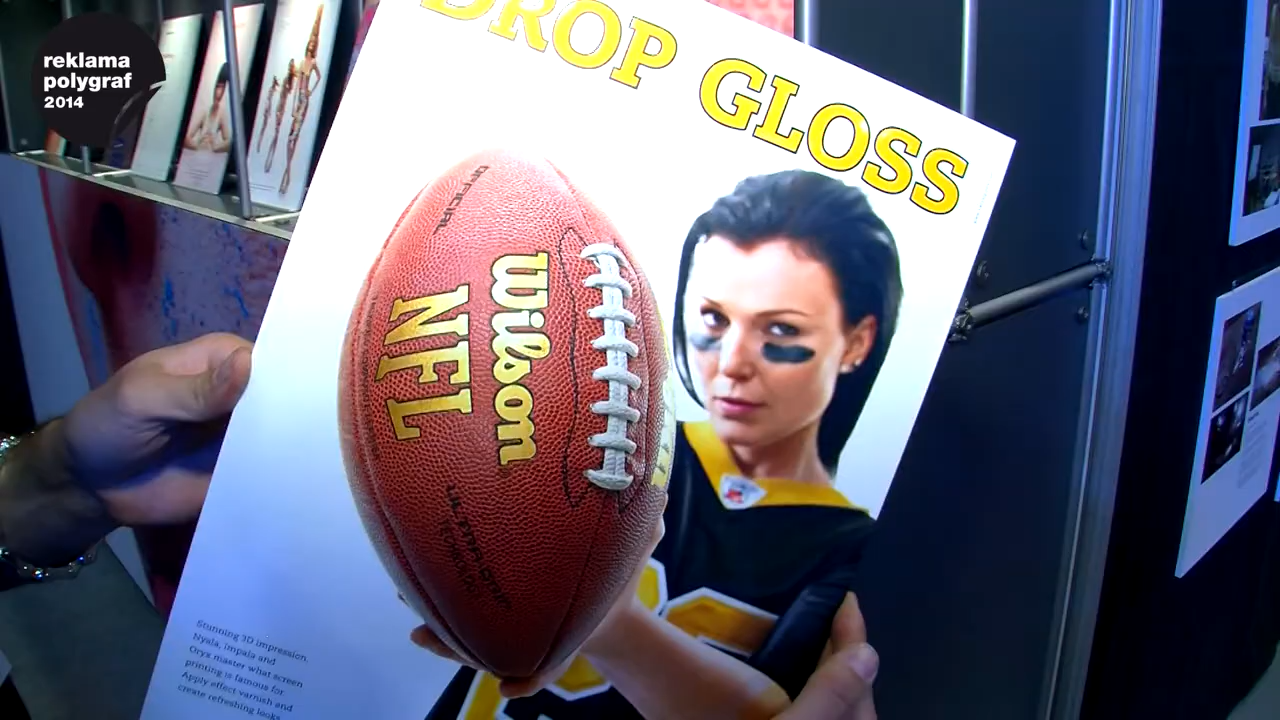 reklama
polygraf
2014
DROP GLOSS
OFFICIAL
Wilson
NFL
Stunning 3D impression.
Nyala, Impala and
Oryx master what screen
printing is famous for
Apply effect varnish and
create refreshing looks